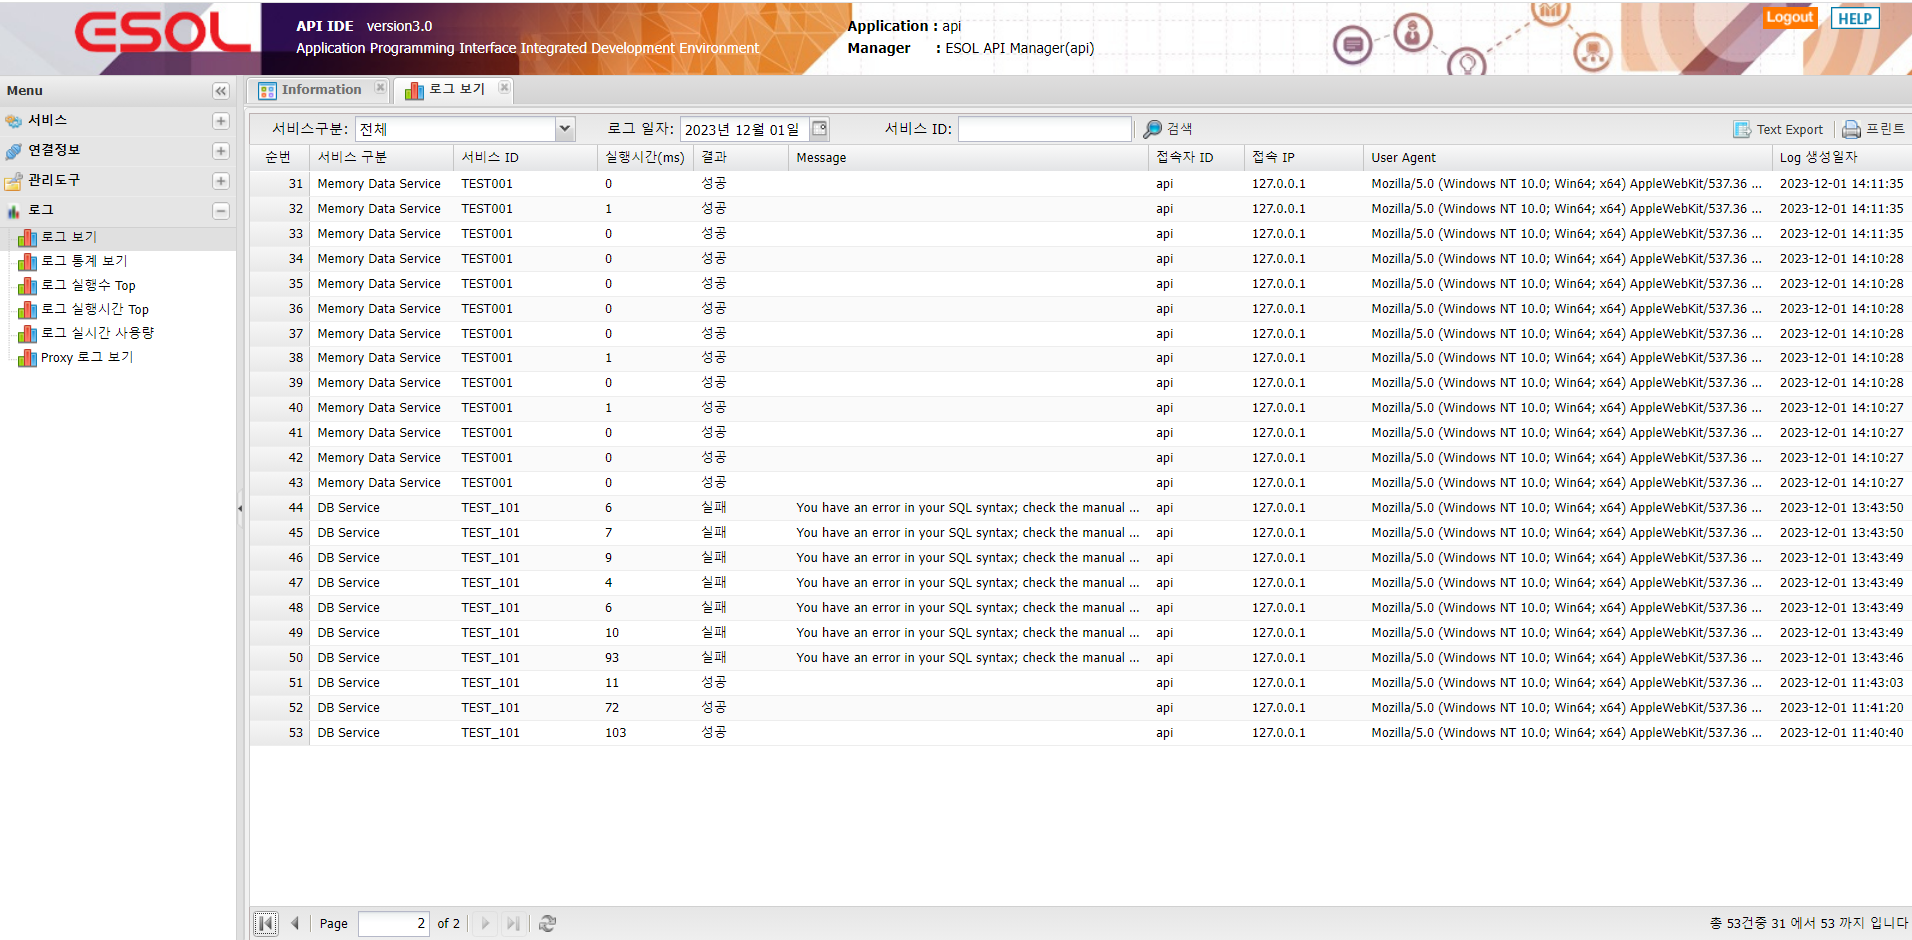 ESOL
API IDE version3.0
Application Programming Interface Integrated Development Environment
Application : api
Manager : ESOL API Manager(api)
Logout HELP
Menu
서비스
연결정보
관리도구
로그
로그 보기
로그 통계 보기
로그 실행수 Top
로그 실행시간 Top
로그 실시간 사용량
Proxy 로그 보기
Information 로그 보기
서비스구분: 전체 로그 일자: 2023년 12월 01일 서비스 ID: 검색 Text Export 프린트
순번 서비스 구분 서비스 ID 실행시간(ms) 결과 Message 접속자 ID 접속 IP User Agent Log 생성일자
31 Memory Data Service TEST001 0 성공 api 127.0.0.1 Mozilla/5.0 (Windows NT 10.0; Win64; x64) AppleWebKit/537.36 ... 2023-12-01 14:11:35
32 Memory Data Service TEST001 1 성공 api 127.0.0.1 Mozilla/5.0 (Windows NT 10.0; Win64; x64) AppleWebKit/537.36 ... 2023-12-01 14:11:35
33 Memory Data Service TEST001 0 성공 api 127.0.0.1 Mozilla/5.0 (Windows NT 10.0; Win64; x64) AppleWebKit/537.36 ... 2023-12-01 14:11:35
34 Memory Data Service TEST001 0 성공 api 127.0.0.1 Mozilla/5.0 (Windows NT 10.0; Win64; x64) AppleWebKit/537.36 ... 2023-12-01 14:10:28
35 Memory Data Service TEST001 0 성공 api 127.0.0.1 Mozilla/5.0 (Windows NT 10.0; Win64; x64) AppleWebKit/537.36 ... 2023-12-01 14:10:28
36 Memory Data Service TEST001 0 성공 api 127.0.0.1 Mozilla/5.0 (Windows NT 10.0; Win64; x64) AppleWebKit/537.36 ... 2023-12-01 14:10:28
37 Memory Data Service TEST001 0 성공 api 127.0.0.1 Mozilla/5.0 (Windows NT 10.0; Win64; x64) AppleWebKit/537.36 ... 2023-12-01 14:10:28
38 Memory Data Service TEST001 1 성공 api 127.0.0.1 Mozilla/5.0 (Windows NT 10.0; Win64; x64) AppleWebKit/537.36 ... 2023-12-01 14:10:28
39 Memory Data Service TEST001 0 성공 api 127.0.0.1 Mozilla/5.0 (Windows NT 10.0; Win64; x64) AppleWebKit/537.36 ... 2023-12-01 14:10:28
40 Memory Data Service TEST001 1 성공 api 127.0.0.1 Mozilla/5.0 (Windows NT 10.0; Win64; x64) AppleWebKit/537.36 ... 2023-12-01 14:10:27
41 Memory Data Service TEST001 0 성공 api 127.0.0.1 Mozilla/5.0 (Windows NT 10.0; Win64; x64) AppleWebKit/537.36 ... 2023-12-01 14:10:27
42 Memory Data Service TEST001 0 성공 api 127.0.0.1 Mozilla/5.0 (Windows NT 10.0; Win64; x64) AppleWebKit/537.36 ... 2023-12-01 14:10:27
43 Memory Data Service TEST001 0 성공 api 127.0.0.1 Mozilla/5.0 (Windows NT 10.0; Win64; x64) AppleWebKit/537.36 ... 2023-12-01 14:10:27
44 DB Service TEST_101 6 실패 You have an error in your SQL syntax; check the manual ... api 127.0.0.1 Mozilla/5.0 (Windows NT 10.0; Win64; x64) AppleWebKit/537.36 ... 2023-12-01 13:43:50
45 DB Service TEST_101 7 실패 You have an error in your SQL syntax; check the manual ... api 127.0.0.1 Mozilla/5.0 (Windows NT 10.0; Win64; x64) AppleWebKit/537.36 ... 2023-12-01 13:43:50
46 DB Service TEST_101 9 실패 You have an error in your SQL syntax; check the manual ... api 127.0.0.1 Mozilla/5.0 (Windows NT 10.0; Win64; x64) AppleWebKit/537.36 ... 2023-12-01 13:43:49
47 DB Service TEST_101 4 실패 You have an error in your SQL syntax; check the manual ... api 127.0.0.1 Mozilla/5.0 (Windows NT 10.0; Win64; x64) AppleWebKit/537.36 ... 2023-12-01 13:43:49
48 DB Service TEST_101 6 실패 You have an error in your SQL syntax; check the manual ... api 127.0.0.1 Mozilla/5.0 (Windows NT 10.0; Win64; x64) AppleWebKit/537.36 ... 2023-12-01 13:43:49
49 DB Service TEST_101 10 실패 You have an error in your SQL syntax; check the manual ... api 127.0.0.1 Mozilla/5.0 (Windows NT 10.0; Win64; x64) AppleWebKit/537.36 ... 2023-12-01 13:43:49
50 DB Service TEST_101 93 실패 You have an error in your SQL syntax; check the manual ... api 127.0.0.1 Mozilla/5.0 (Windows NT 10.0; Win64; x64) AppleWebKit/537.36 ... 2023-12-01 13:43:46
51 DB Service TEST_101 11 성공 api 127.0.0.1 Mozilla/5.0 (Windows NT 10.0; Win64; x64) AppleWebKit/537.36 ... 2023-12-01 11:43:03
52 DB Service TEST_101 72 성공 api 127.0.0.1 Mozilla/5.0 (Windows NT 10.0; Win64; x64) AppleWebKit/537.36 ... 2023-12-01 11:41:20
53 DB Service TEST_101 103 성공 api 127.0.0.1 Mozilla/5.0 (Windows NT 10.0; Win64; x64) AppleWebKit/537.36 ... 2023-12-01 11:40:40
Page 2 of 2 총 53건중 31 에서 53 까지 입니다